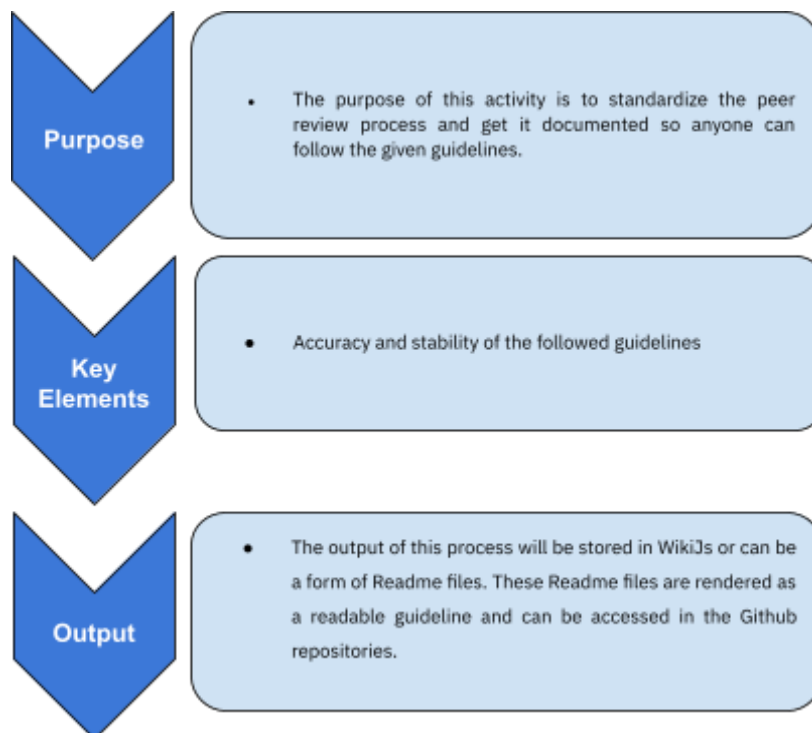 Purpose
• The purpose of this activity is to standardize the peer
review process and get it documented so anyone can
follow the given guidelines.
Key
Elements
● Accuracy and stability of the followed guidelines
Output
● The output of this process will be stored in WikiJs or can be
a form of Readme files. These Readme files are rendered as
a readable guideline and can be accessed in the Github
repositories.